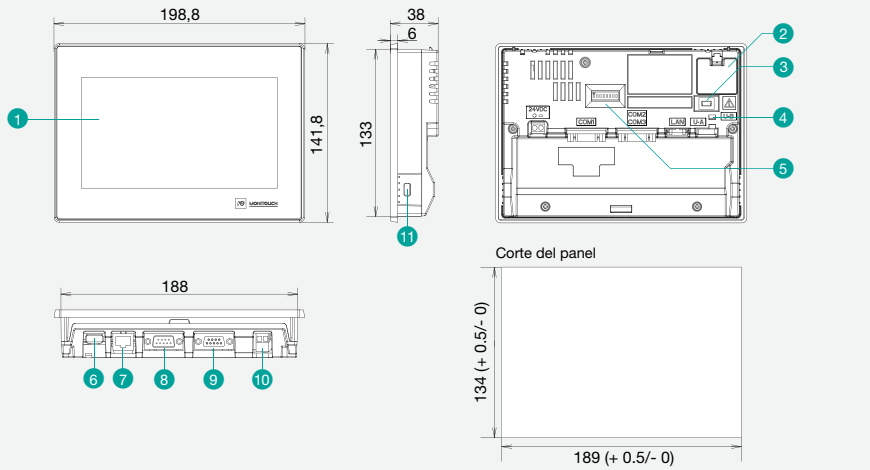 198,8
38
6
1
133
141,8
MONITOUCH
11
24VDC
COM1
COM2
COM3
LAN
U-A
U-B
2
3
4
5
Corte del panel
188
6
7
8
9
10
134 (+ 0.5/- 0)
189 (+ 0.5/- 0)